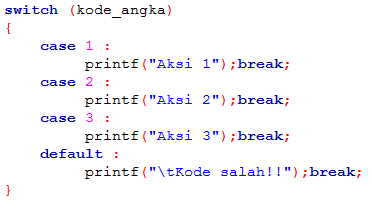 switch (kode_angka)
{
case 1 :
printf("Aksi 1");break;
case 2 :
printf("Aksi 2");break;
case 3 :
printf("Aksi 3");break;
default :
printf("\tKode salah!!");break;
}